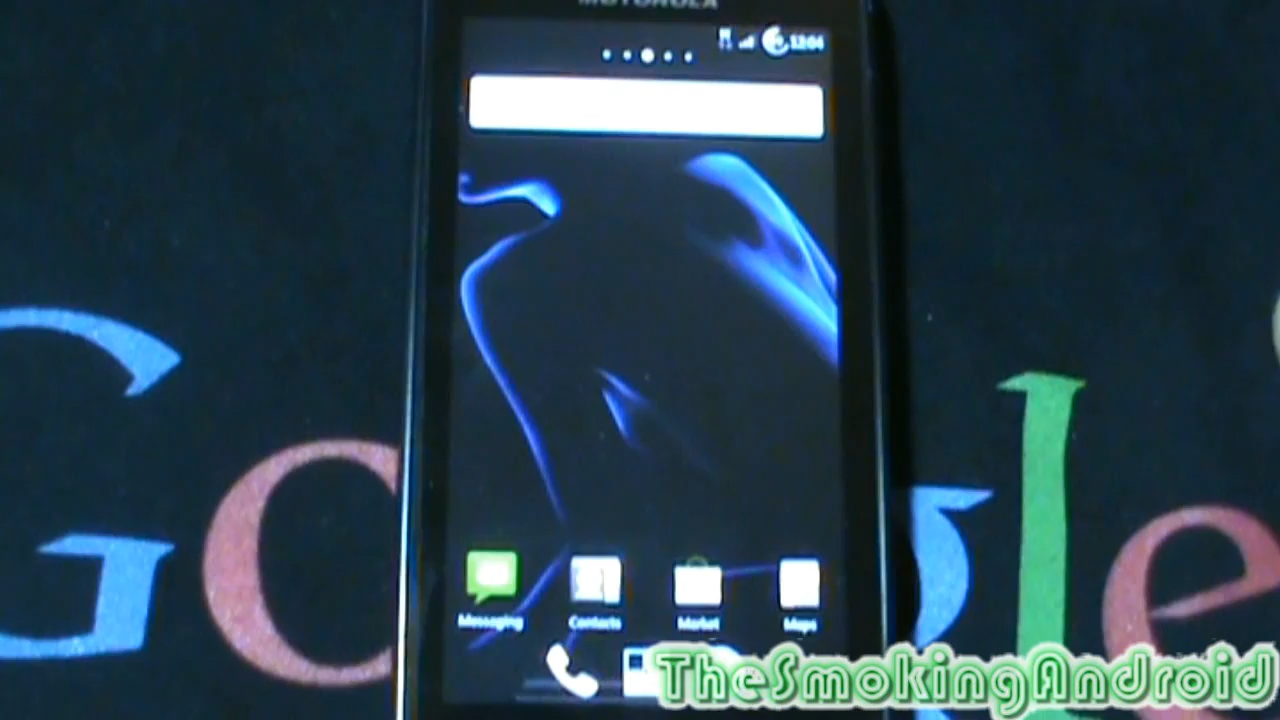 MOTOROLA
12:04
Messaging
Contacts
Market
Maps
Google
TheSmokingAndroid